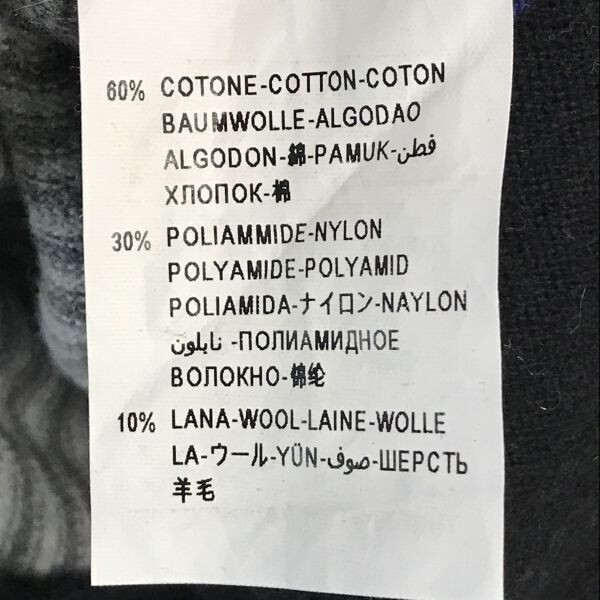 60% COTONE-COTTON-COTON
BAUMWOLLE-ALGODAO
ALGODON-綿-PAMUK-قطن
ХЛОПОК-棉
30% POLIAMMIDE-NYLON
POLYAMIDE-POLYAMID
POLIAMIDA-ナイロン-NAYLON
نايلون -ПОЛИАМИДНОЕ
ВОЛОКНО-锦纶
10% LANA-WOOL-LAINE-WOLLE
LA-ウール-YÜN-صوف-ШЕРСТЬ
羊毛